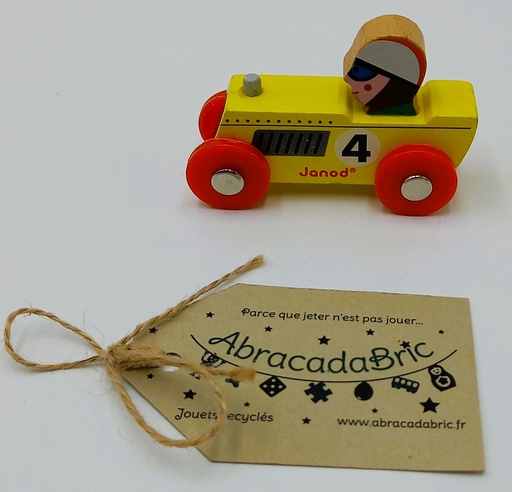 4
Janod®
Parce que jeter n'est pas jouer...
AbracadaBric
Jouets recyclés
www.abracadabric.fr